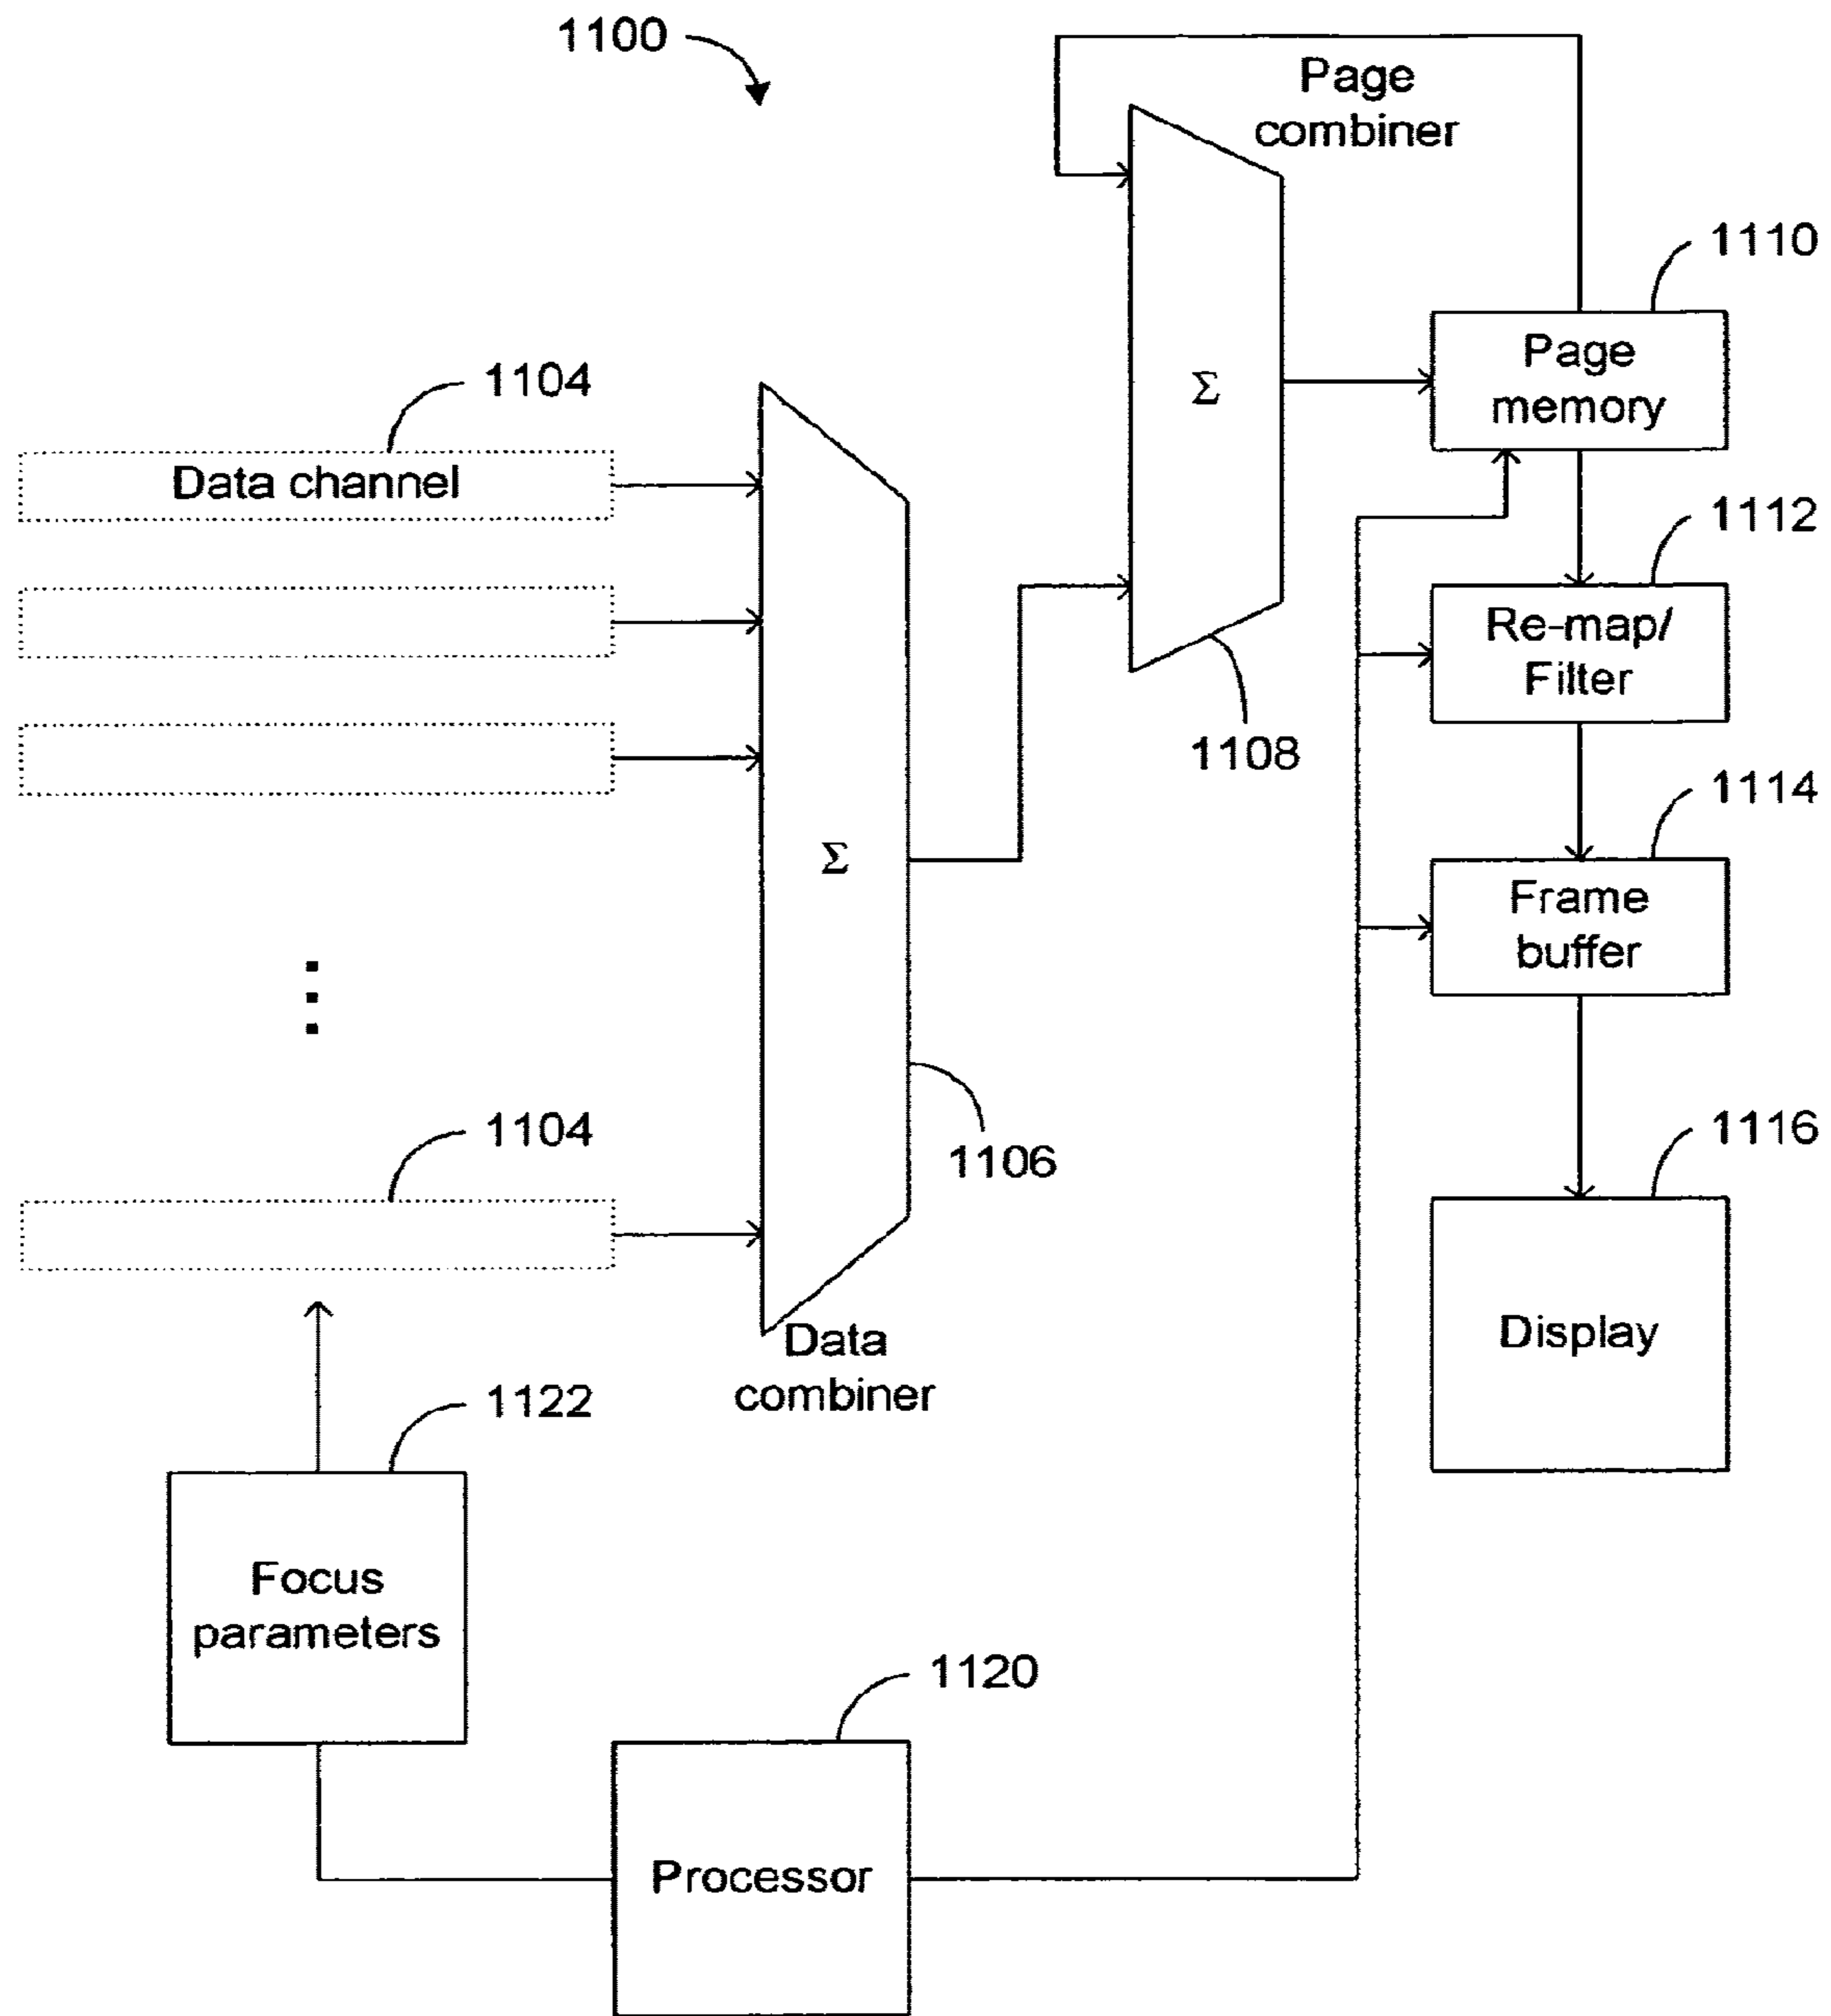 1100
Page
combiner
1110
Page
memory
1104
Data channel
Σ
1112
Re-map/
Filter
1108
1114
Σ
Frame
buffer
1104
1106
1116
Data
combiner
Display
1122
Focus
parameters
1120
Processor